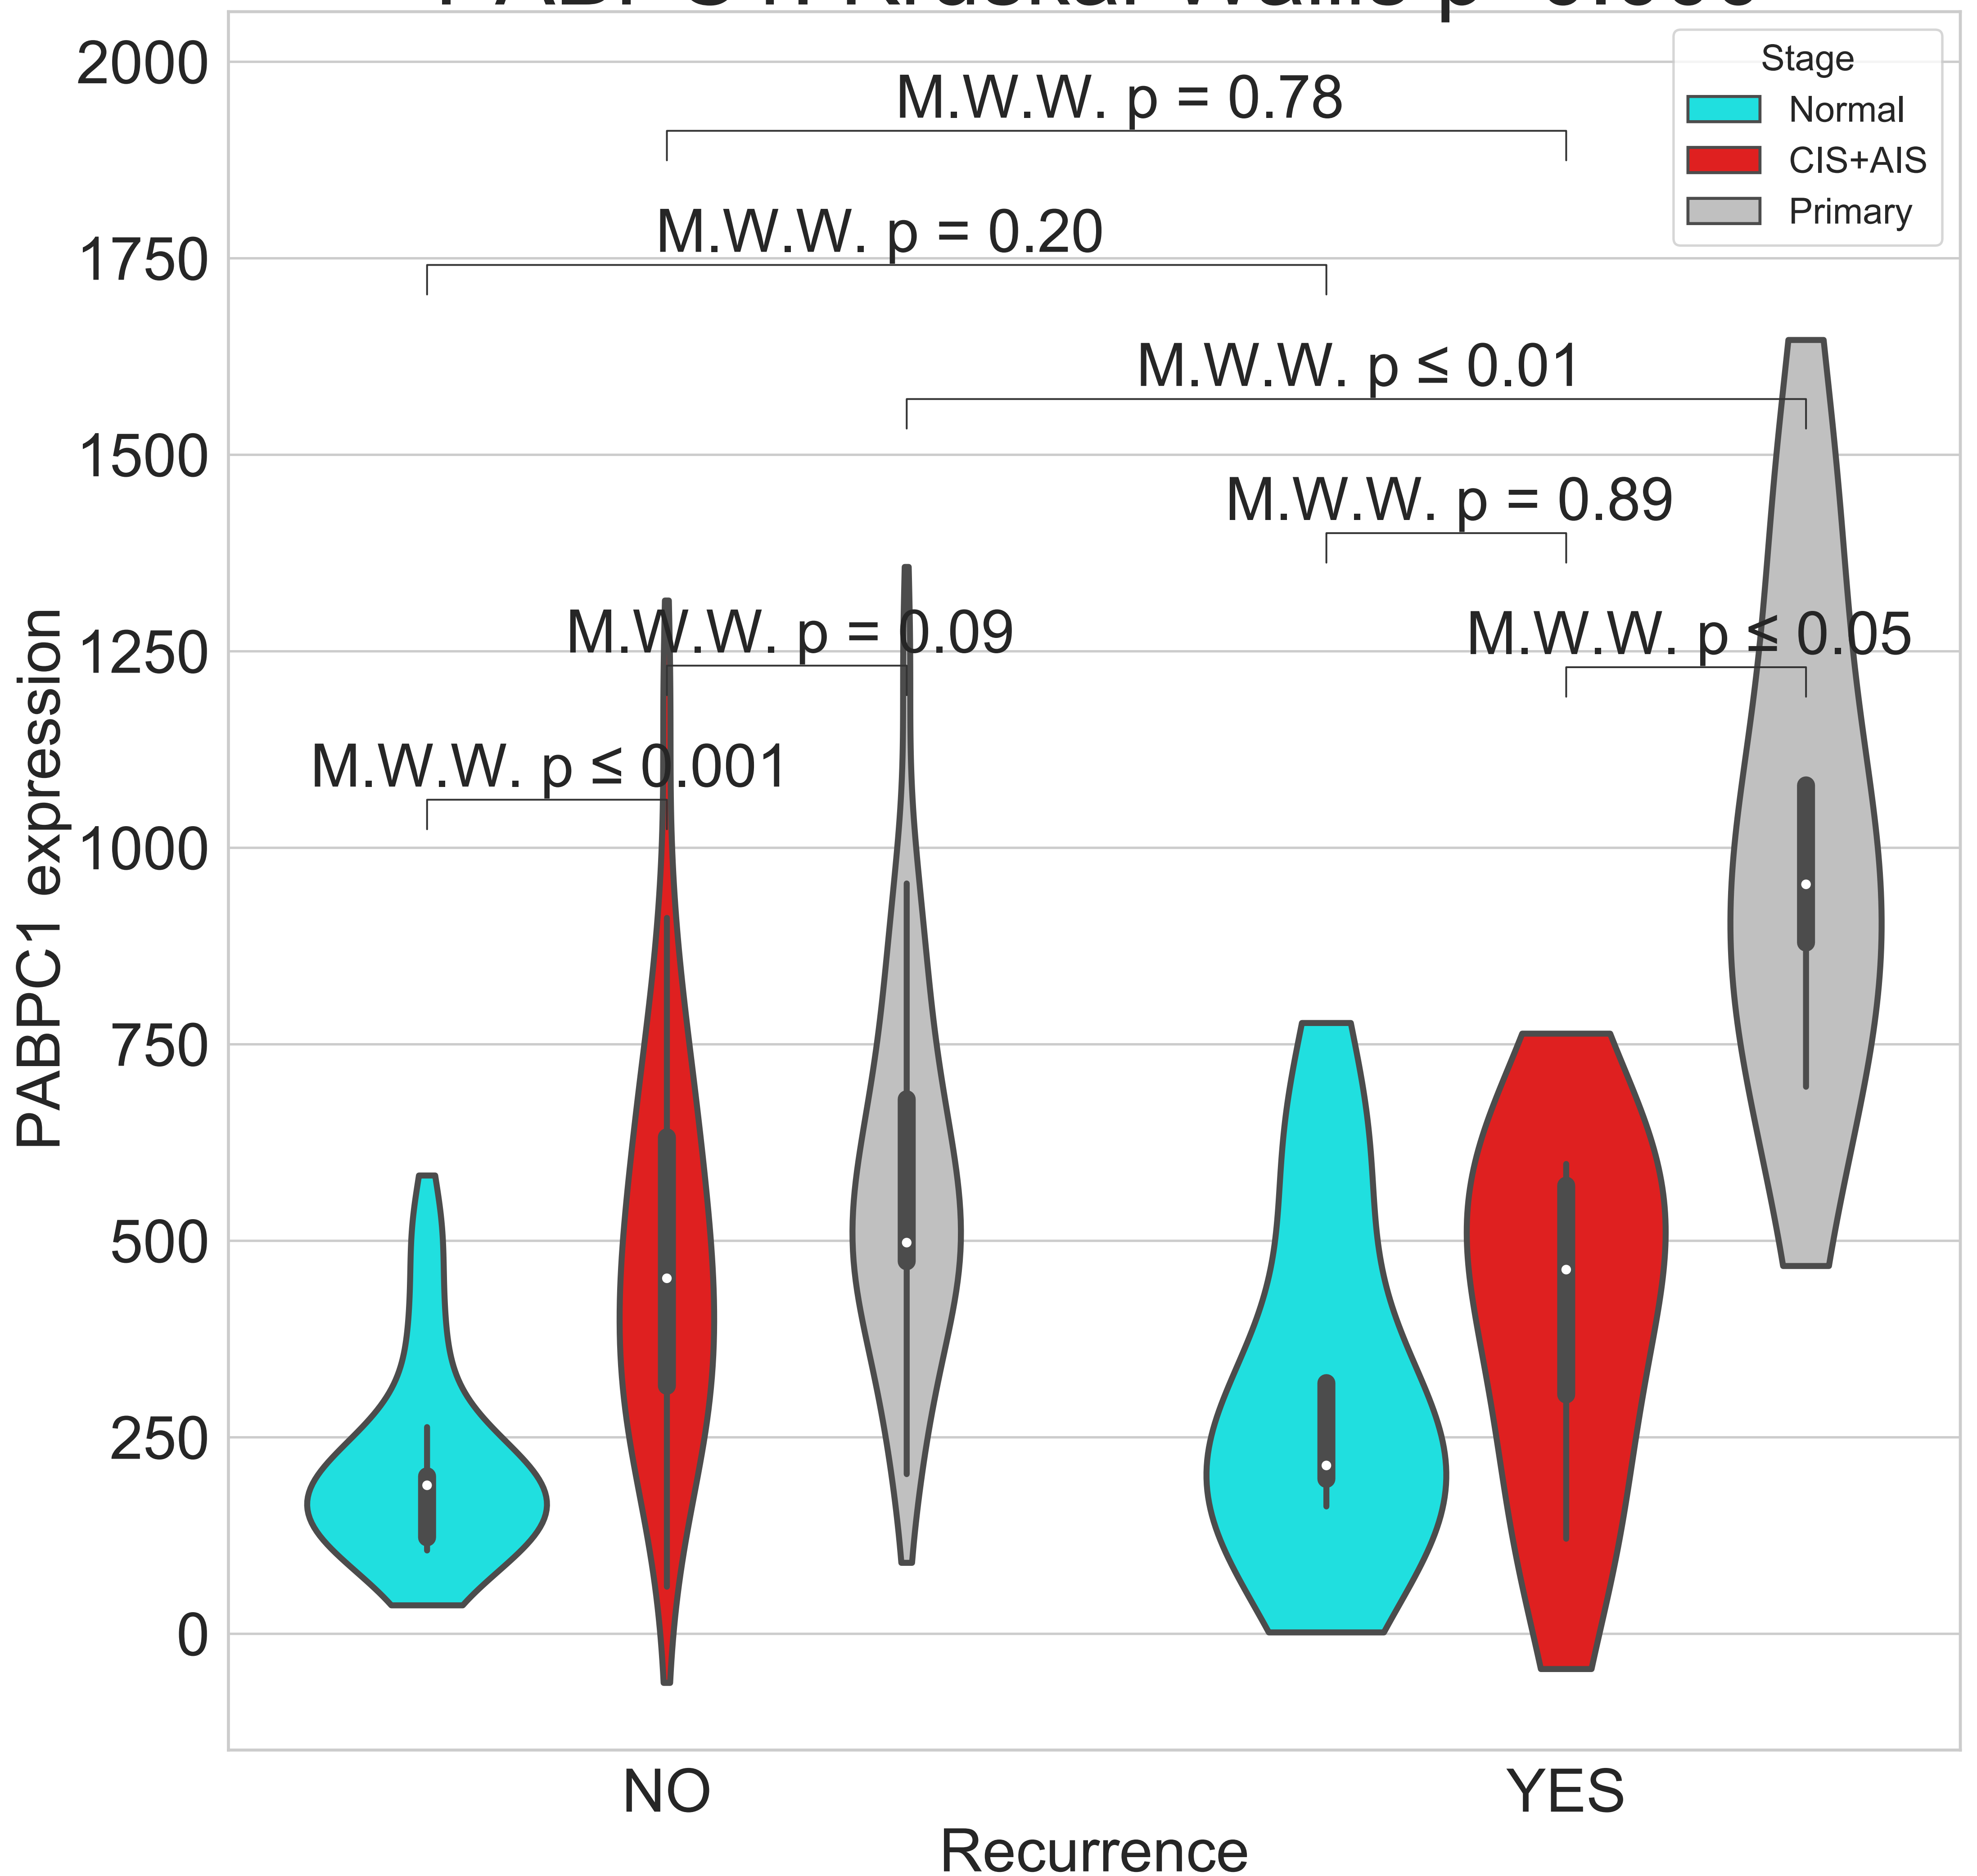 Stage
Normal
CIS+AIS
Primary
M.W.W. p = 0.78
M.W.W. p = 0.20
M.W.W. p ≤ 0.01
M.W.W. p = 0.89
M.W.W. p = 0.09
M.W.W. p ≤ 0.05
M.W.W. p ≤ 0.001
2000
1750
1500
1250
1000
750
500
250
0
PABPC1 expression
NO
YES
Recurrence